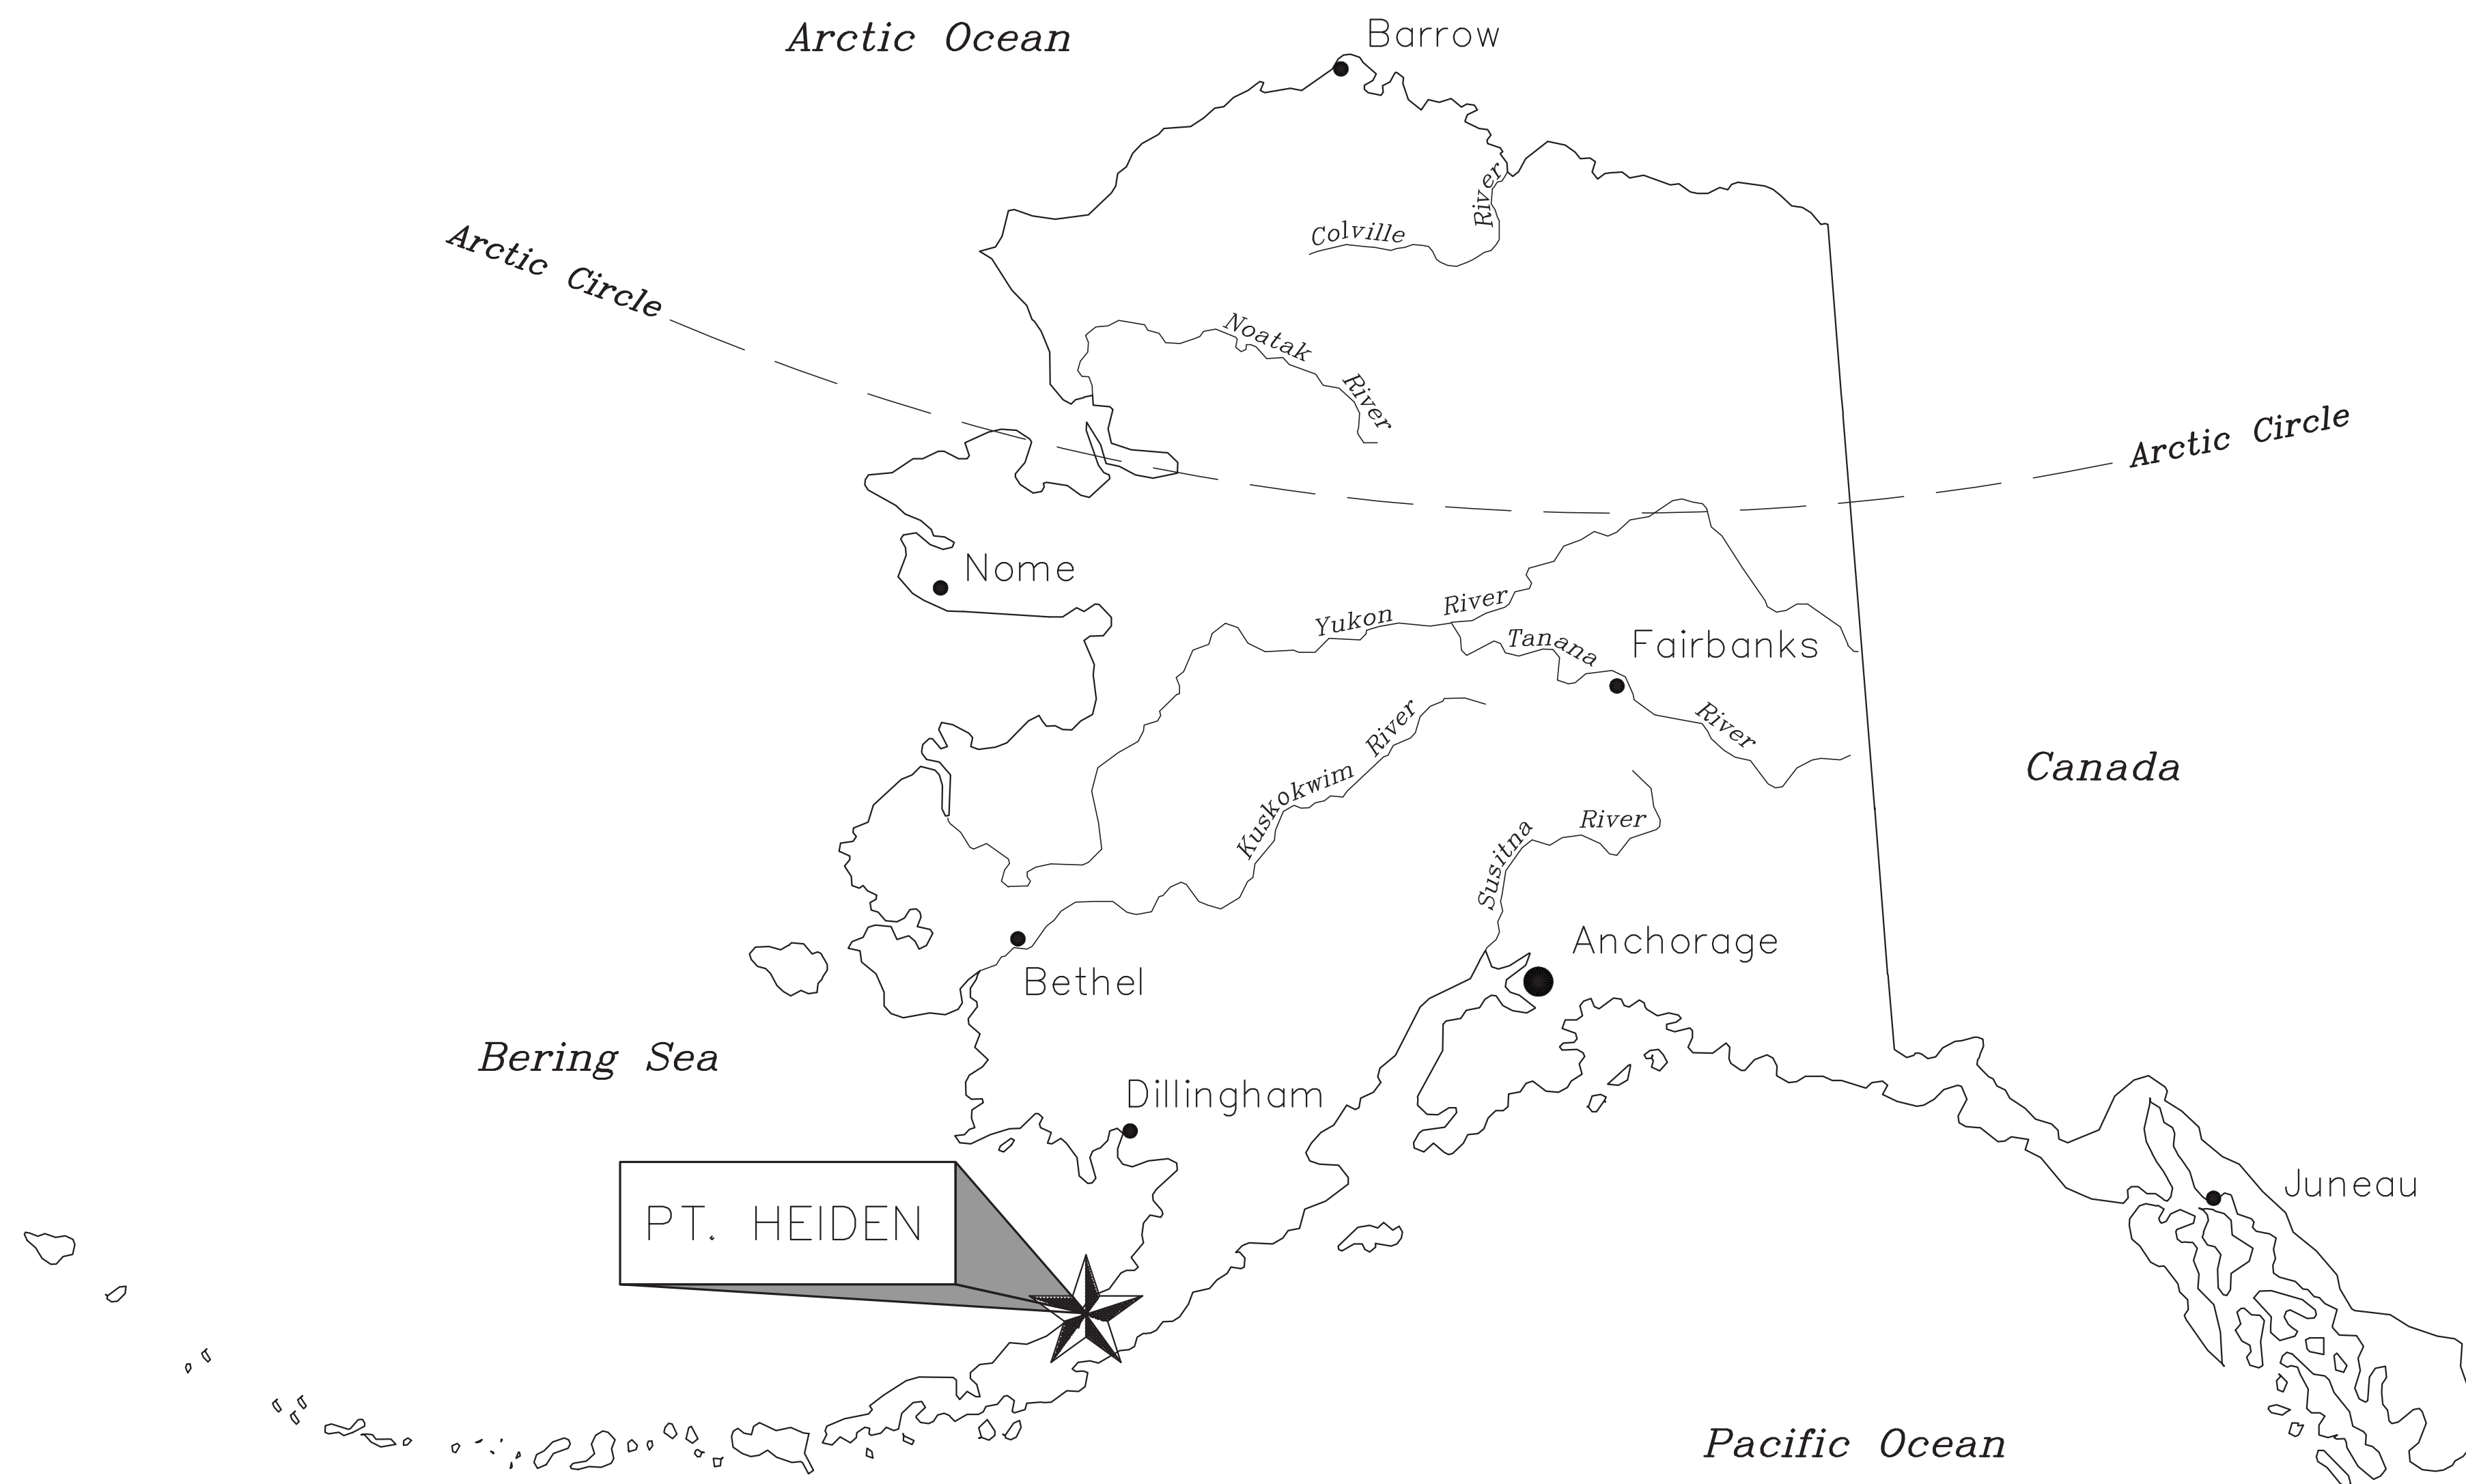 Arctic Ocean
Barrow
Colville River
Arctic Circle
Noatak River
Arctic Circle
Nome
Yukon River
Tanana River
Fairbanks
Kuskokwim River
Canada
Susitna River
Anchorage
Bethel
Bering Sea
Dillingham
Juneau
PT. HEIDEN
Pacific Ocean